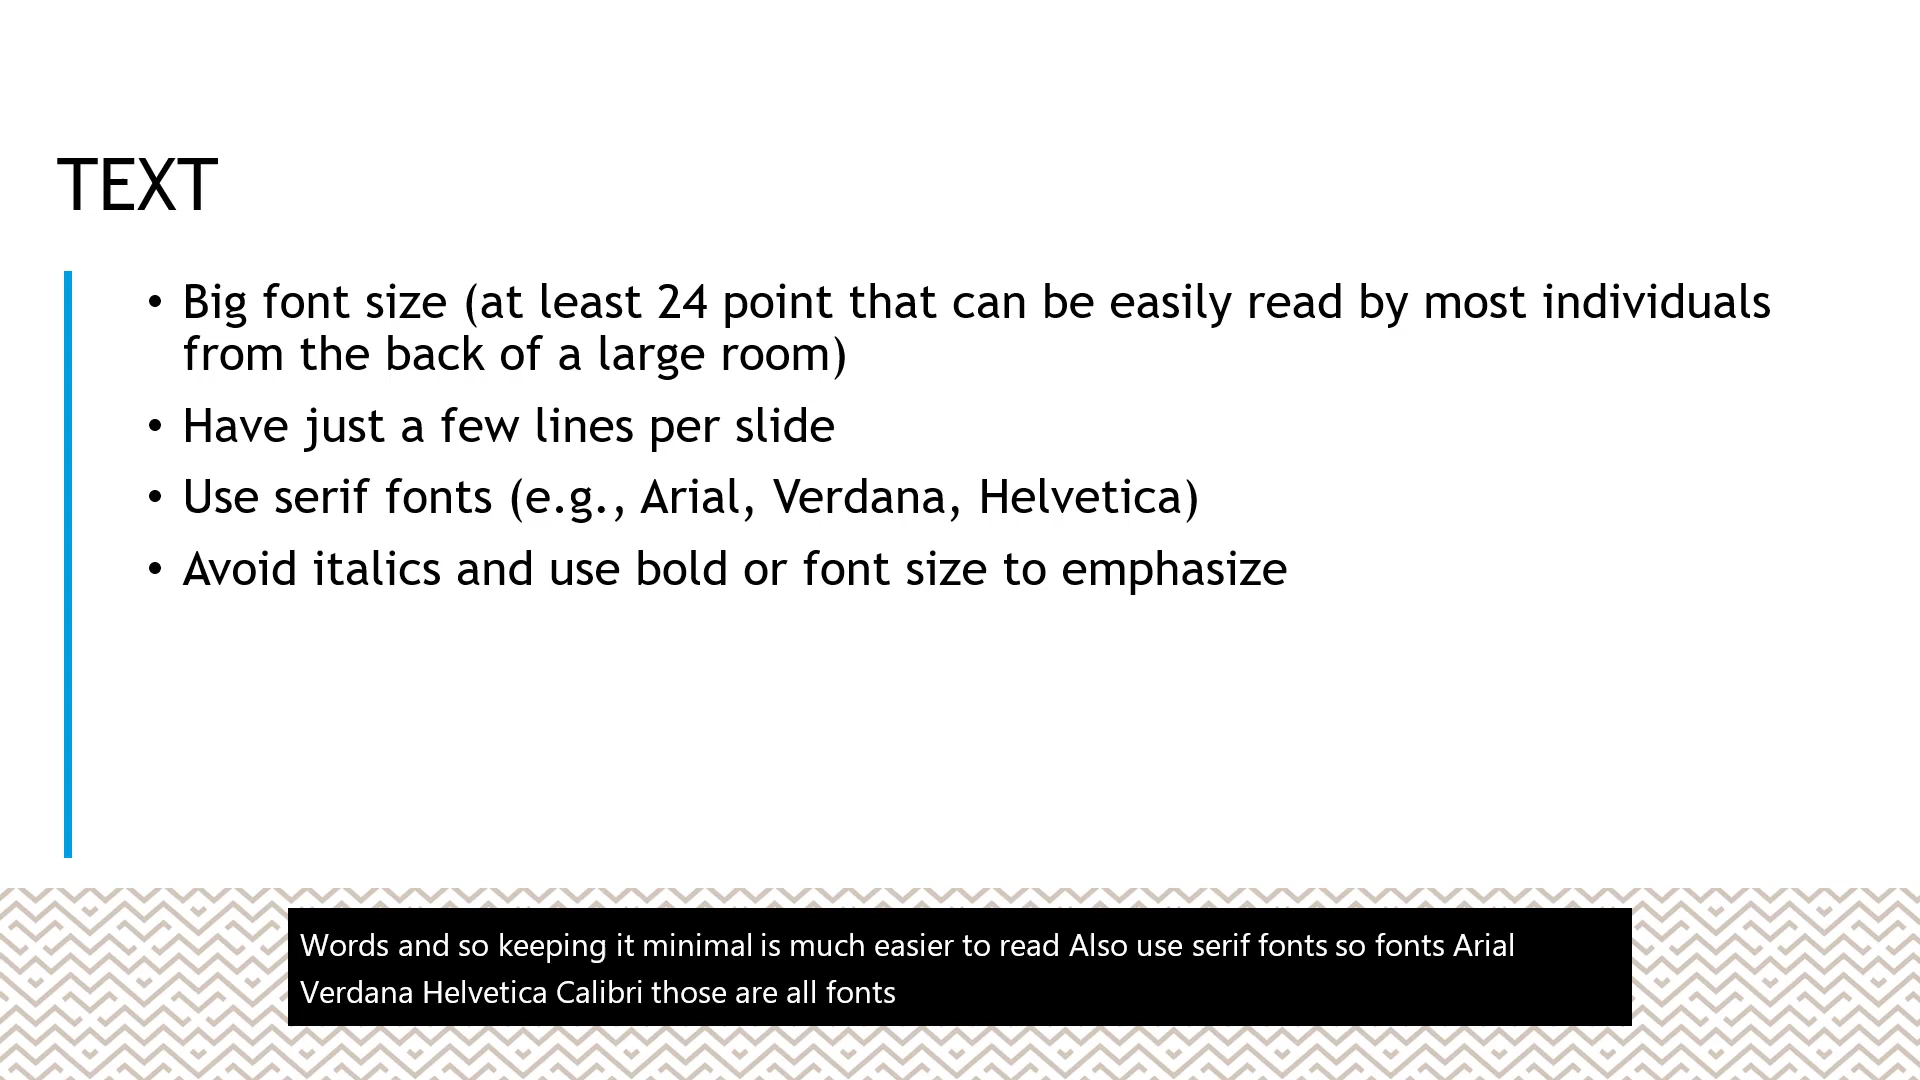 TEXT
• Big font size (at least 24 point that can be easily read by most individuals
from the back of a large room)
• Have just a few lines per slide
• Use serif fonts (e.g., Arial, Verdana, Helvetica)
• Avoid italics and use bold or font size to emphasize
Words and so keeping it minimal is much easier to read Also use serif fonts so fonts Arial
Verdana Helvetica Calibri those are all fonts